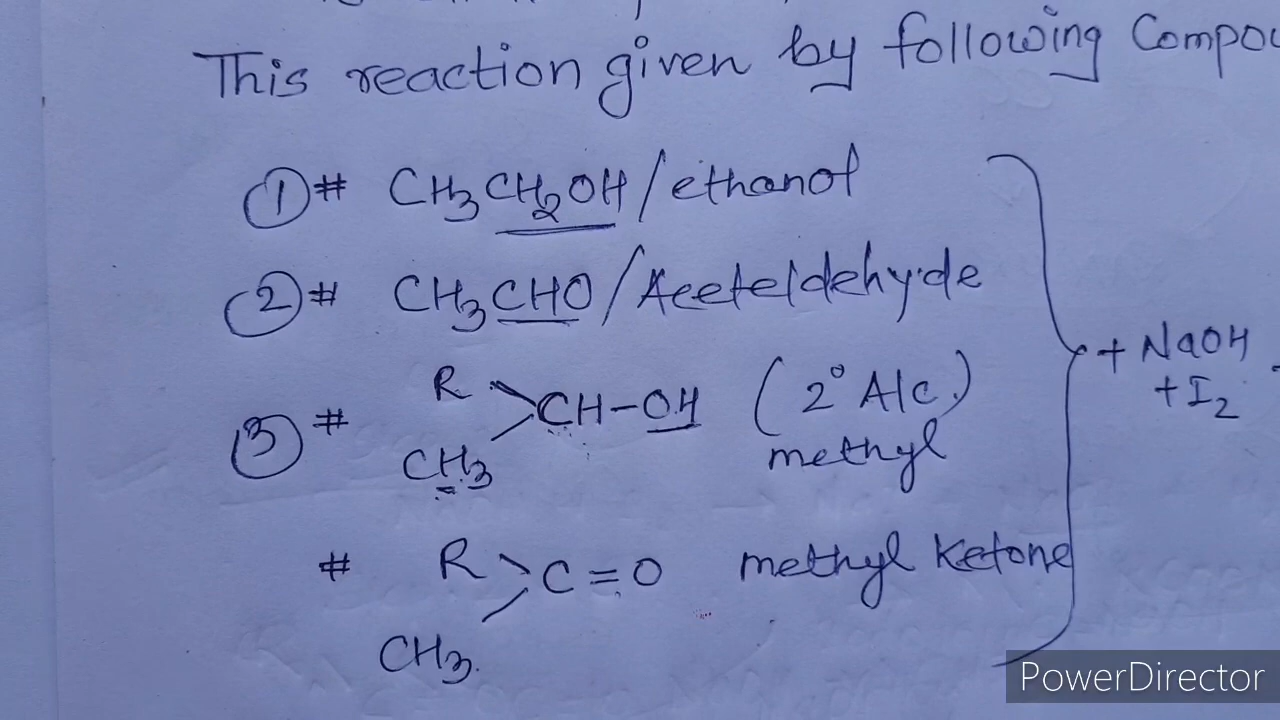 This reaction given by following Compou
① # CH₃CH₂OH / ethanol
② # CH₃CHO / Aceteldehyde
③ # R CH₃ > CH-OH (2° Alc.) methyl
# R CH₃. > C=O methyl Ketone
+ NaOH
+ I₂
PowerDirector